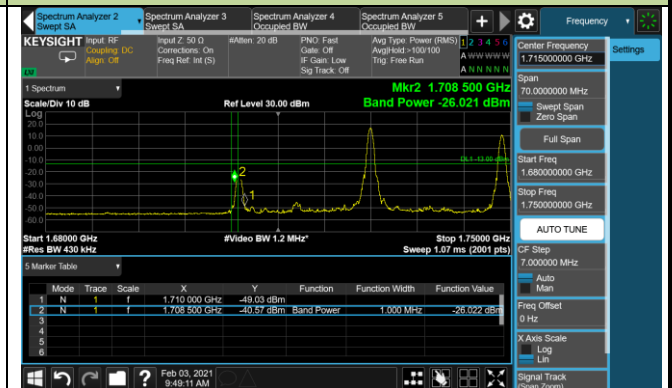 Spectrum Analyzer 2
Swept SA
Spectrum Analyzer 3
Swept SA
Spectrum Analyzer 4
Occupied BW
Spectrum Analyzer 5
Occupied BW
+
Frequency
KEYSIGHT
Input: RF
Coupling: DC
Align: Off
Input Z: 50 Ω
Corrections: On
Freq Ref: Int (S)
#Atten: 20 dB
PNO: Fast
Gate: Off
IF Gain: Low
Sig Track: Off
Avg Type: Power (RMS)
Avg|Hold:>100/100
Trig: Free Run
1 2 3 4 5 6
A W W W W W
A N N N N N
Center Frequency
1.715000000 GHz
Settings
Span
70.0000000 MHz
Swept Span
Zero Span
Full Span
Start Freq
1.680000000 GHz
Stop Freq
1.750000000 GHz
AUTO TUNE
CF Step
7.000000 MHz
Auto
Man
Freq Offset
0 Hz
X Axis Scale
Log
Lin
Signal Track
(Span Zoom)
1 Spectrum
Scale/Div 10 dB
Ref Level 30.00 dBm
Mkr2 1.708 500 GHz
Band Power -26.021 dBm
Log
20.0
10.0
0.00
-10.0
-20.0
-30.0
-40.0
-50.0
-60.0
DL1 -13.00 dBm
2
1
Start 1.68000 GHz
#Video BW 1.2 MHz*
Stop 1.75000 GHz
#Res BW 430 kHz
Sweep 1.07 ms (2001 pts)
5 Marker Table
Mode Trace Scale X Y Function Function Width Function Value
1 N 1 f 1.710 000 GHz -49.03 dBm
2 N 1 f 1.708 500 GHz -40.57 dBm Band Power 1.000 MHz -26.022 dBm
3
4
5
6
?
Feb 03, 2021
9:49:11 AM